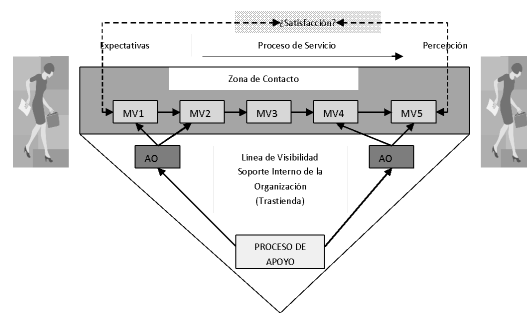 ¿Satisfacción?
Expectativas
Proceso de Servicio
Percepción
Zona de Contacto
MV1
MV2
MV3
MV4
MV5
AO
AO
Línea de Visibilidad
Soporte Interno de la
Organización
(Trastienda)
PROCESO DE
APOYO